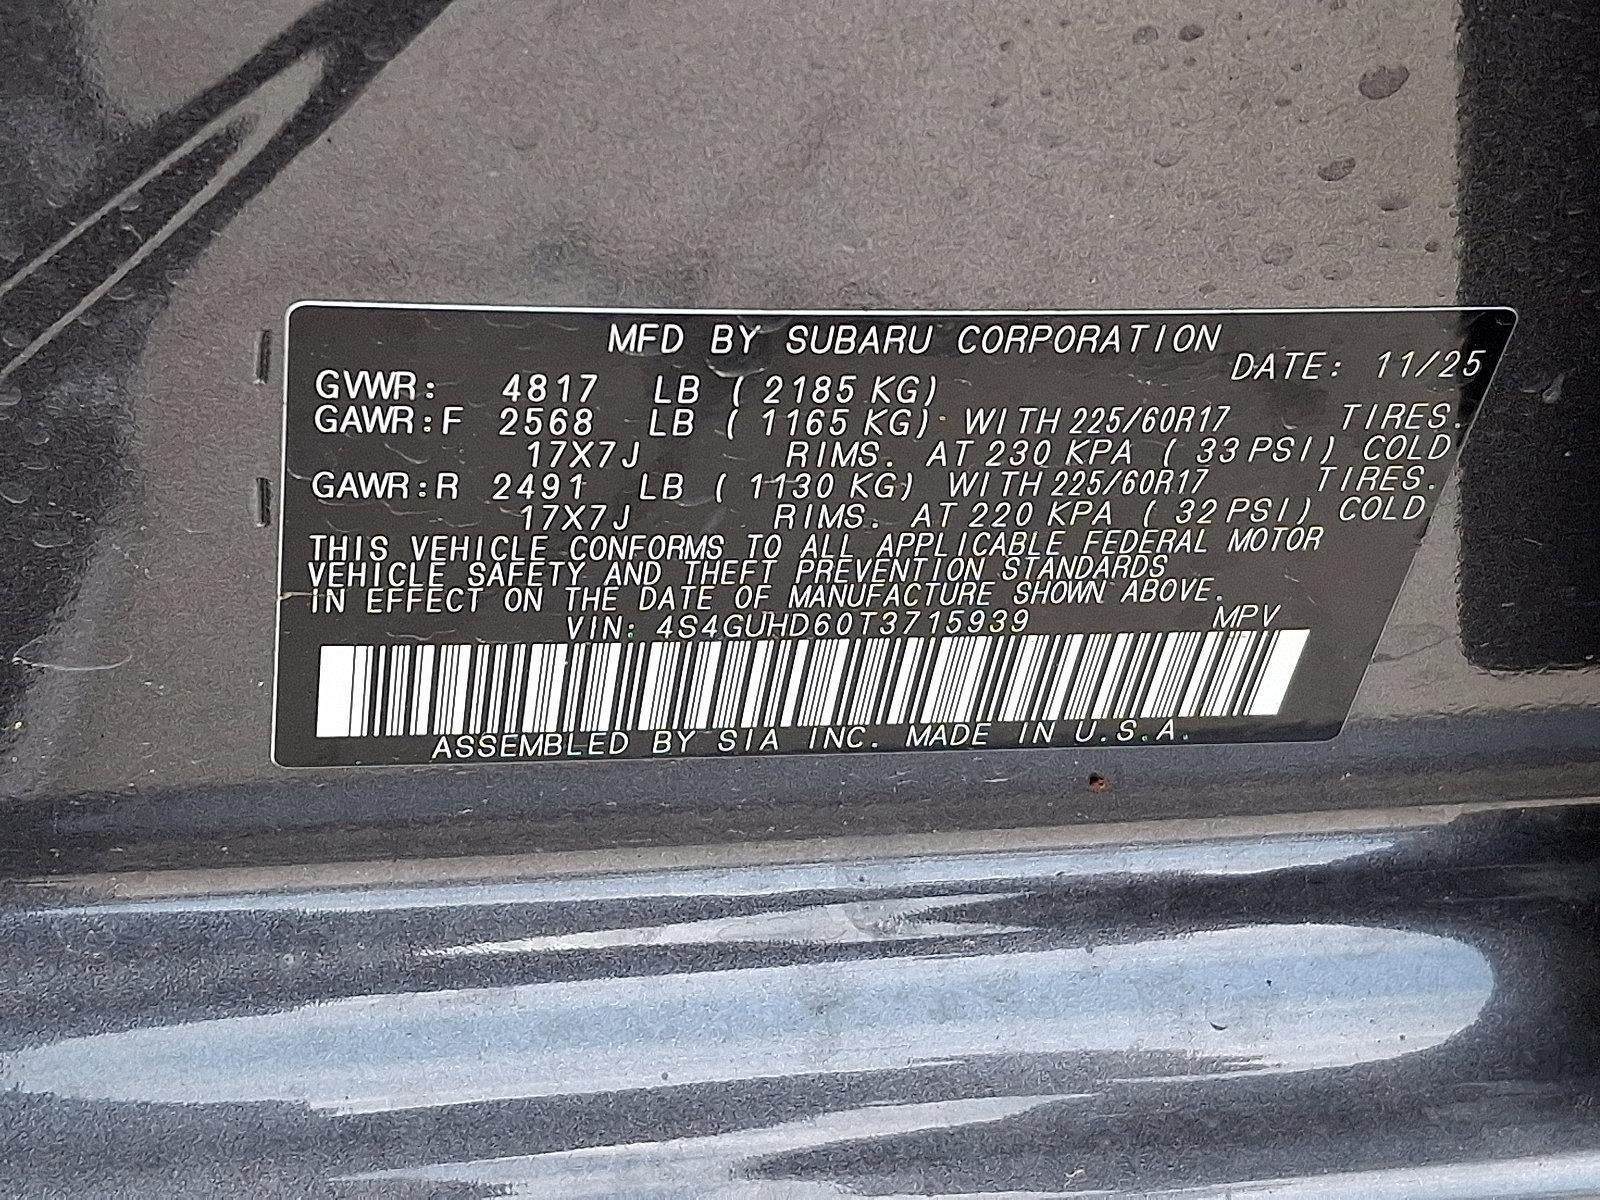 MFD BY SUBARU CORPORATION
DATE: 11/25
GVWR: 4817 LB ( 2185 KG)
GAWR:F 2568 LB ( 1165 KG) WITH 225/60R17 TIRES.
17X7J RIMS. AT 230 KPA ( 33 PSI) COLD
GAWR:R 2491 LB ( 1130 KG) WITH 225/60R17 TIRES.
17X7J RIMS. AT 220 KPA ( 32 PSI) COLD
THIS VEHICLE CONFORMS TO ALL APPLICABLE FEDERAL MOTOR
VEHICLE SAFETY AND THEFT PREVENTION STANDARDS
IN EFFECT ON THE DATE OF MANUFACTURE SHOWN ABOVE.
VIN: 4S4GUHD60T3715939 MPV
ASSEMBLED BY SIA INC. MADE IN U.S.A.